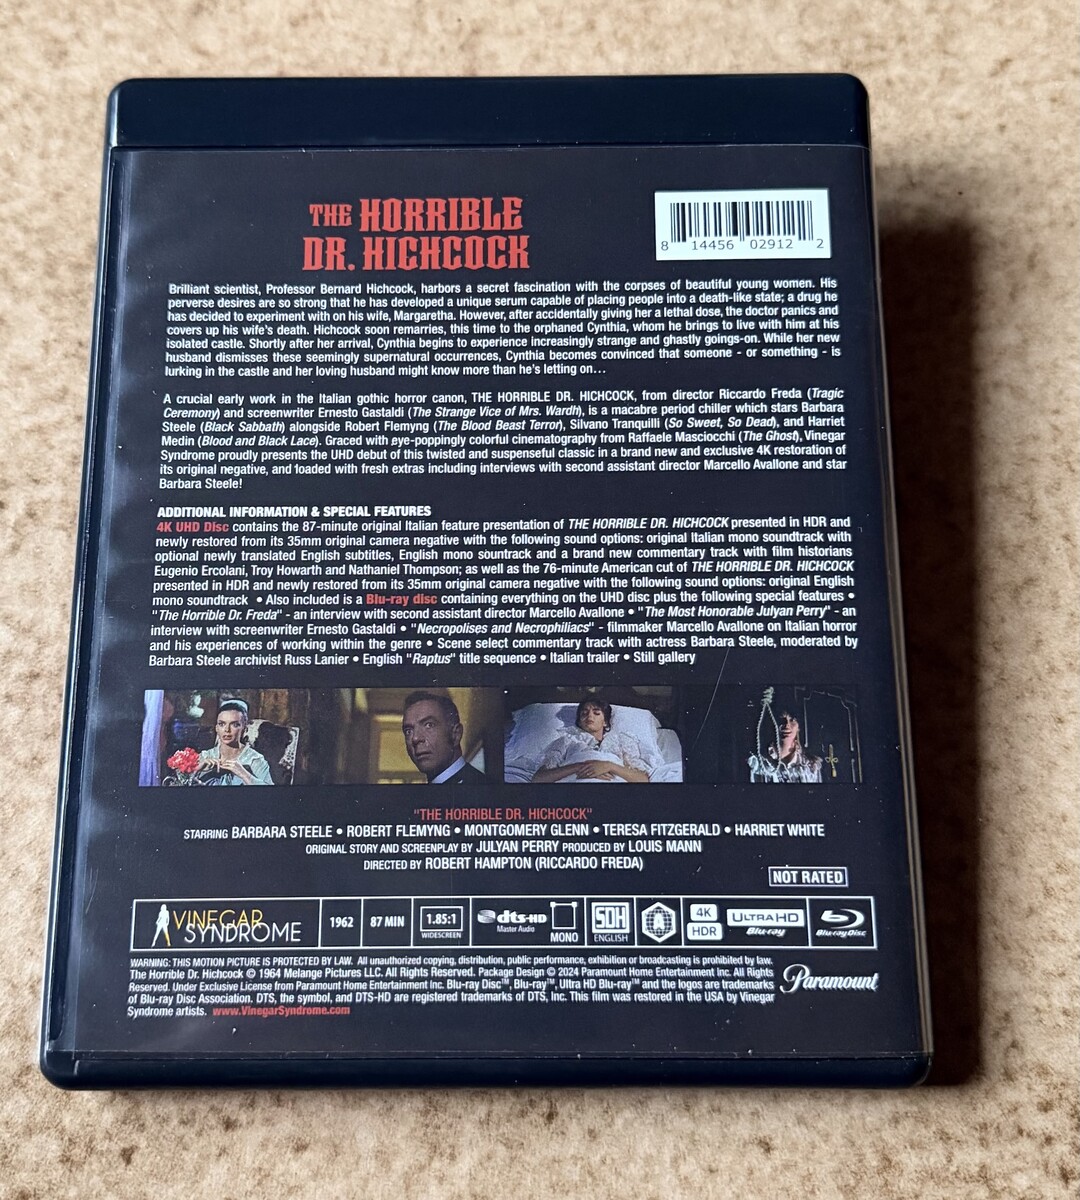 THE HORRIBLE
DR. HICHCOCK
8 14456 02912 2
Brilliant scientist, Professor Bernard Hichcock, harbors a secret fascination with the corpses of beautiful young women. His
perverse desires are so strong that he has developed a unique serum capable of placing people into a death-like state; a drug he
has decided to experiment with on his wife, Margaretha. However, after accidentally giving her a lethal dose, the doctor panics and
covers up his wife's death. Hichcock soon remarries, this time to the orphaned Cynthia, whom he brings to live with him at his
isolated castle. Shortly after her arrival, Cynthia begins to experience increasingly strange and ghastly goings-on. While her new
husband dismisses these seemingly supernatural occurrences, Cynthia becomes convinced that someone - or something - is
lurking in the castle and her loving husband might know more than he's letting on...
A crucial early work in the Italian gothic horror canon, THE HORRIBLE DR. HICHCOCK, from director Riccardo Freda (Tragic
Ceremony) and screenwriter Ernesto Gastaldi (The Strange Vice of Mrs. Wardh), is a macabre period chiller which stars Barbara
Steele (Black Sabbath) alongside Robert Flemyng (The Blood Beast Terror), Silvano Tranquilli (So Sweet, So Dead), and Harriet
Medin (Blood and Black Lace). Graced with eye-poppingly colorful cinematography from Raffaele Masciocchi (The Ghost), Vinegar
Syndrome proudly presents the UHD debut of this twisted and suspenseful classic in a brand new and exclusive 4K restoration of
its original negative, and loaded with fresh extras including interviews with second assistant director Marcello Avallone and star
Barbara Steele!
ADDITIONAL INFORMATION & SPECIAL FEATURES
4K UHD Disc contains the 87-minute original Italian feature presentation of THE HORRIBLE DR. HICHCOCK presented in HDR and
newly restored from its 35mm original camera negative with the following sound options: original Italian mono soundtrack with
optional newly translated English subtitles, English mono sountrack and a brand new commentary track with film historians
Eugenio Ercolani, Troy Howarth and Nathaniel Thompson; as well as the 76-minute American cut of THE HORRIBLE DR. HICHCOCK
presented in HDR and newly restored from its 35mm original camera negative with the following sound options: original English
mono soundtrack • Also included is a Blu-ray disc containing everything on the UHD disc plus the following special features •
"The Horrible Dr. Freda" - an interview with second assistant director Marcello Avallone • "The Most Honorable Julyan Perry" - an
interview with screenwriter Ernesto Gastaldi • "Necropolises and Necrophiliacs" - filmmaker Marcello Avallone on Italian horror
and his experiences of working within the genre • Scene select commentary track with actress Barbara Steele, moderated by
Barbara Steele archivist Russ Lanier • English "Raptus" title sequence • Italian trailer • Still gallery
"THE HORRIBLE DR. HICHCOCK"
STARRING BARBARA STEELE • ROBERT FLEMYNG • MONTGOMERY GLENN • TERESA FITZGERALD • HARRIET WHITE
ORIGINAL STORY AND SCREENPLAY BY JULYAN PERRY PRODUCED BY LOUIS MANN
DIRECTED BY ROBERT HAMPTON (RICCARDO FREDA)
NOT RATED
VINEGAR SYNDROME 1962 87 MIN 1.85:1 WIDESCREEN dts-HD Master Audio MONO SDH ENGLISH A 4K HDR ULTRA HD Blu-ray Blu-ray Disc
WARNING: THIS MOTION PICTURE IS PROTECTED BY LAW. All unauthorized copying, distribution, public performance, exhibition or broadcasting is prohibited by law.
The Horrible Dr. Hichcock © 1964 Melange Pictures LLC. All Rights Reserved. Package Design © 2024 Paramount Home Entertainment Inc. All Rights
Reserved. Under Exclusive License from Paramount Home Entertainment Inc. Blu-ray Disc™, Blu-ray™, Ultra HD Blu-ray™ and the logos are trademarks
of Blu-ray Disc Association. DTS, the symbol, and DTS-HD are registered trademarks of DTS, Inc. This film was restored in the USA by Vinegar
Syndrome artists. www.VinegarSyndrome.com
Paramount